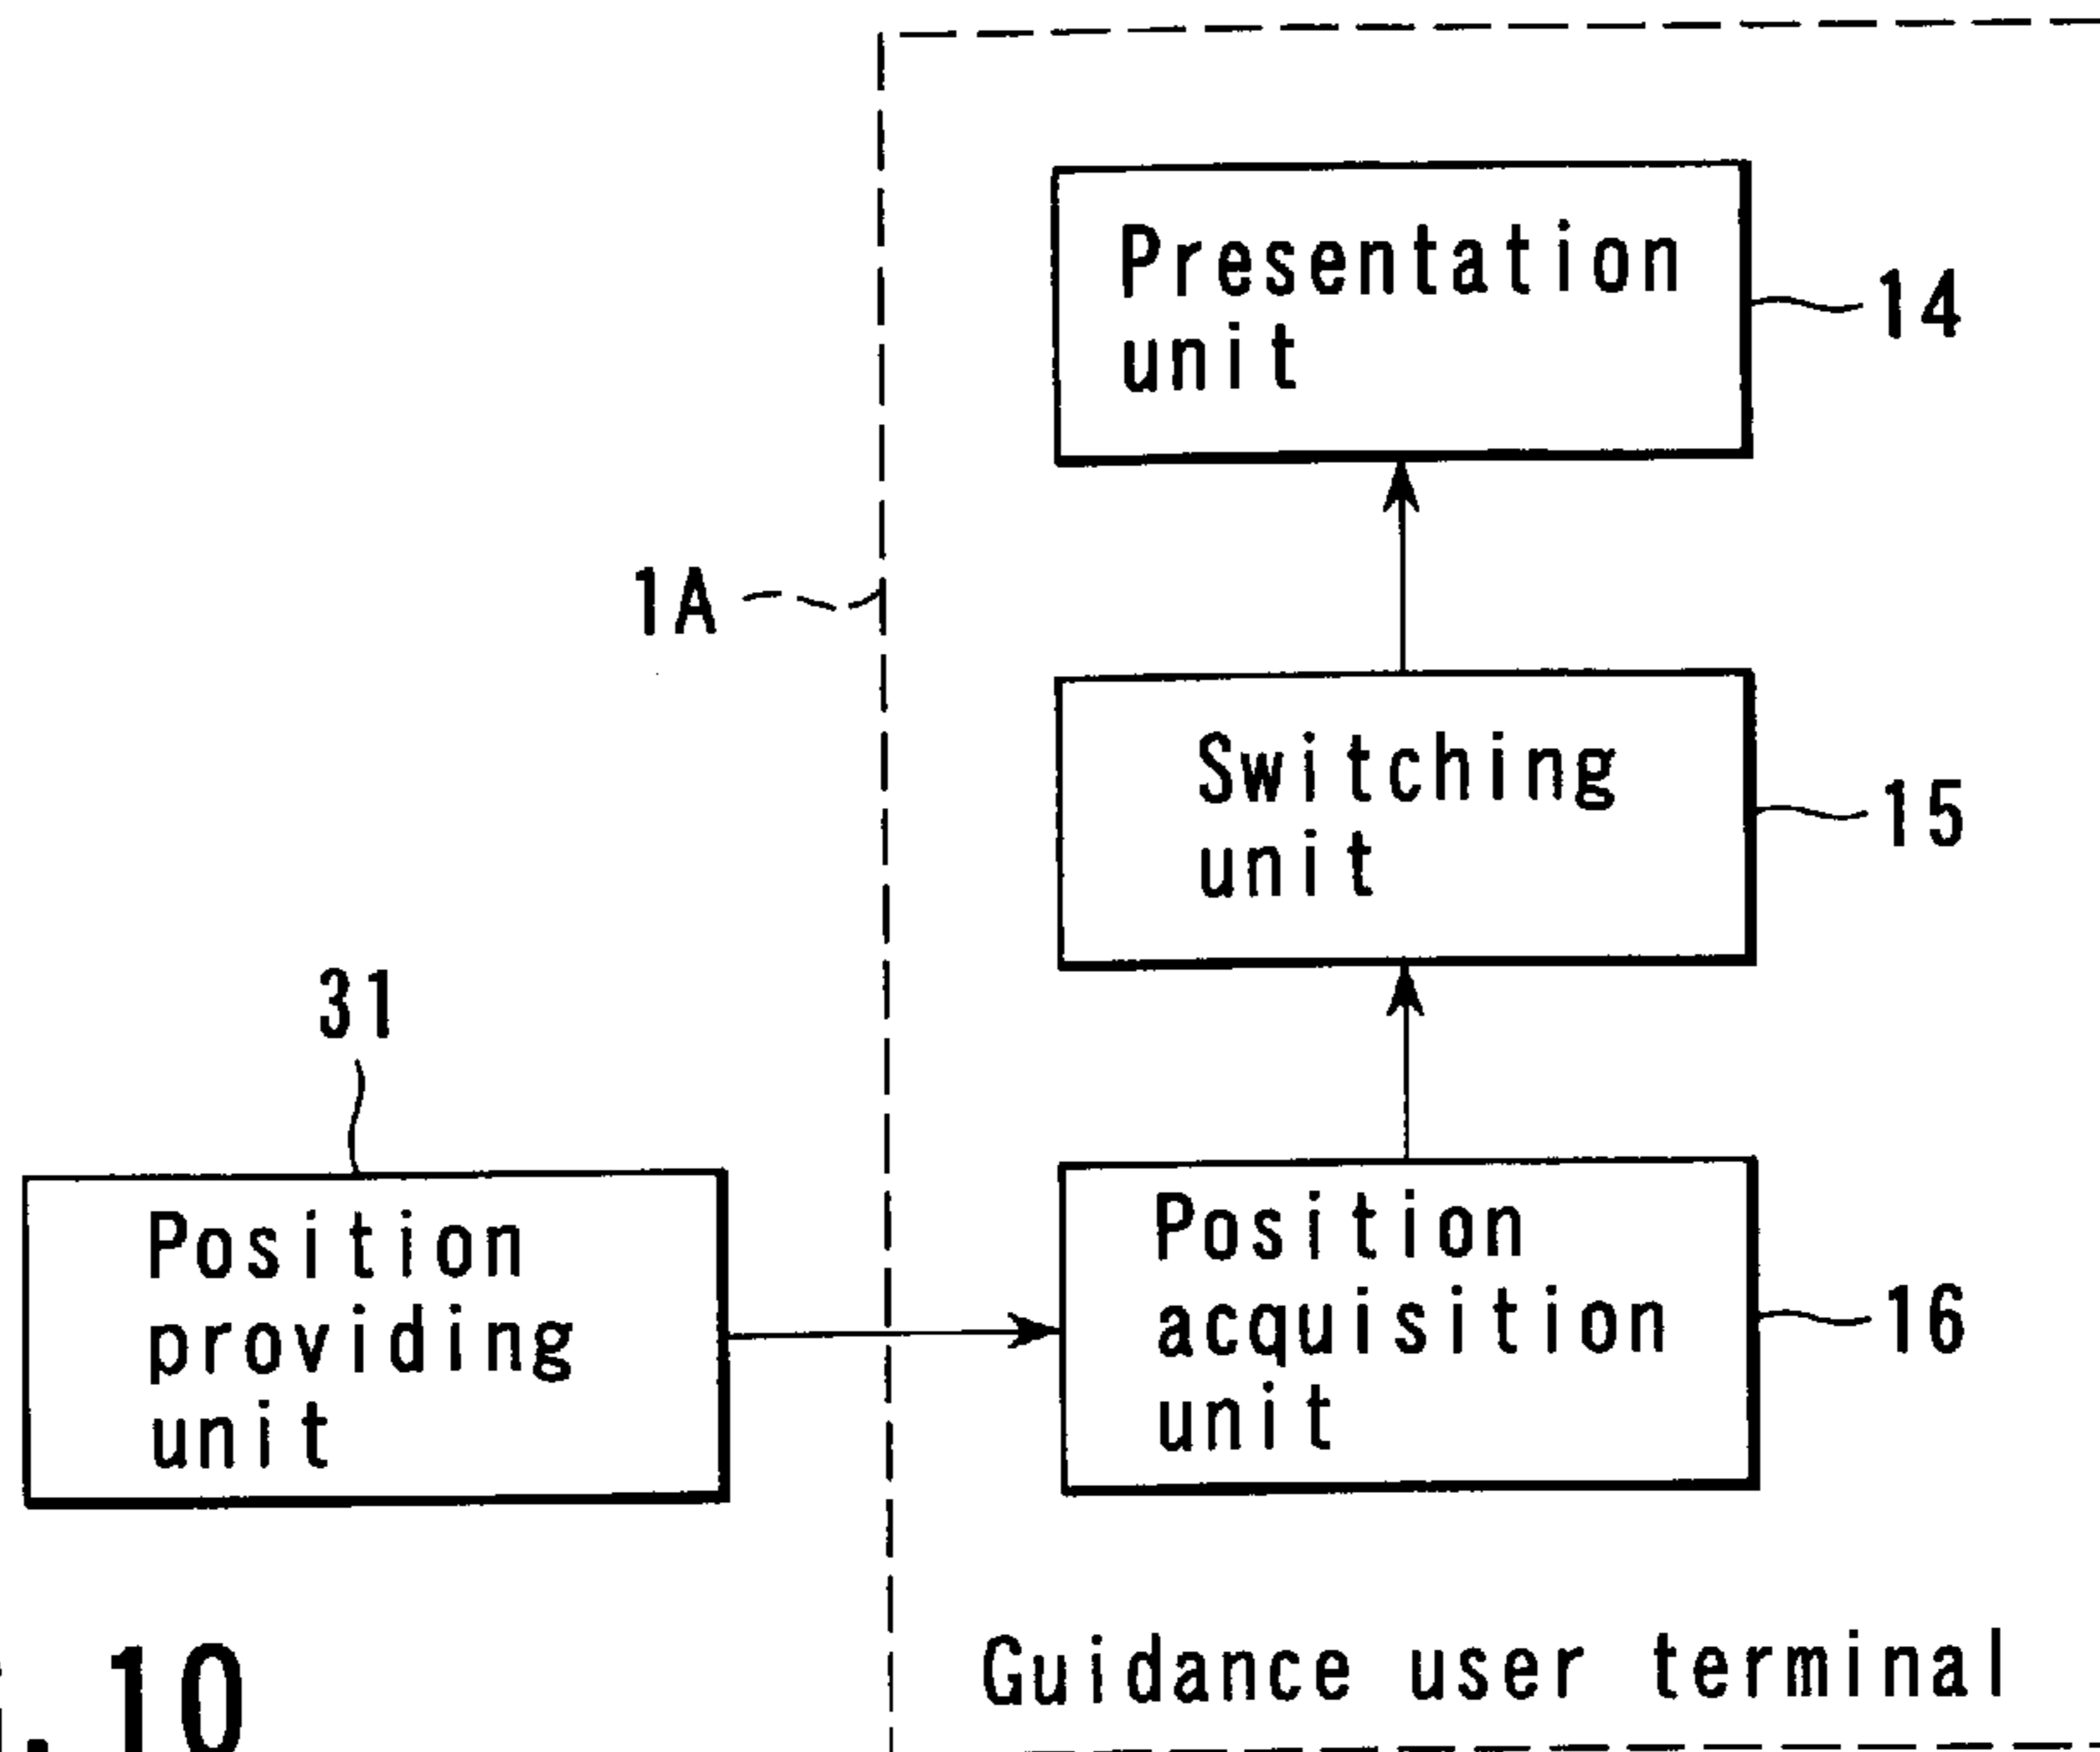 Presentation
unit
14
1A
Switching
unit
15
31
Position
providing
unit
Position
acquisition
unit
16
Guidance user terminal
. 10